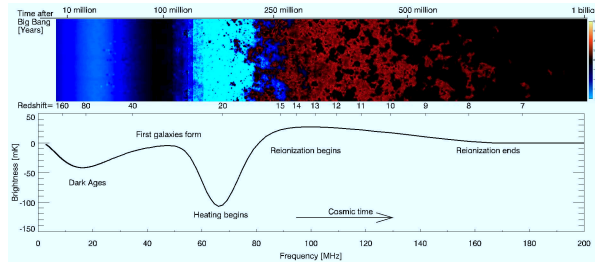 Time after Big Bang [Years]
10 million 100 million 250 million 500 million 1 billi
Redshift= 160 80 40 20 15 14 13 12 11 10 9 8 7
Brightness [mK]
50
0
-50
-100
-150
First galaxies form
Dark Ages
Heating begins
Reionization begins
Reionization ends
Cosmic time
0 20 40 60 80 100 120 140 160 180 200
Frequency [MHz]